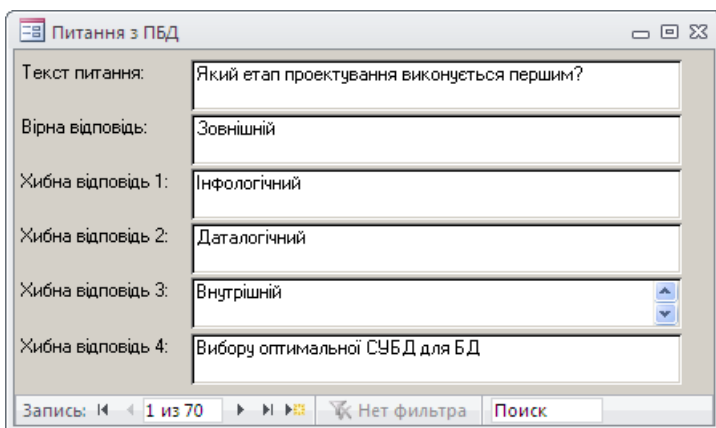 Питання з ПБД
Текст питання: Який етап проектування виконується першим?
Вірна відповідь: Зовнішній
Хибна відповідь 1: Інфологічний
Хибна відповідь 2: Даталогічний
Хибна відповідь 3: Внутрішній
Хибна відповідь 4: Вибору оптимальної СУБД для БД
Запись: 1 из 70 Нет фильтра Поиск